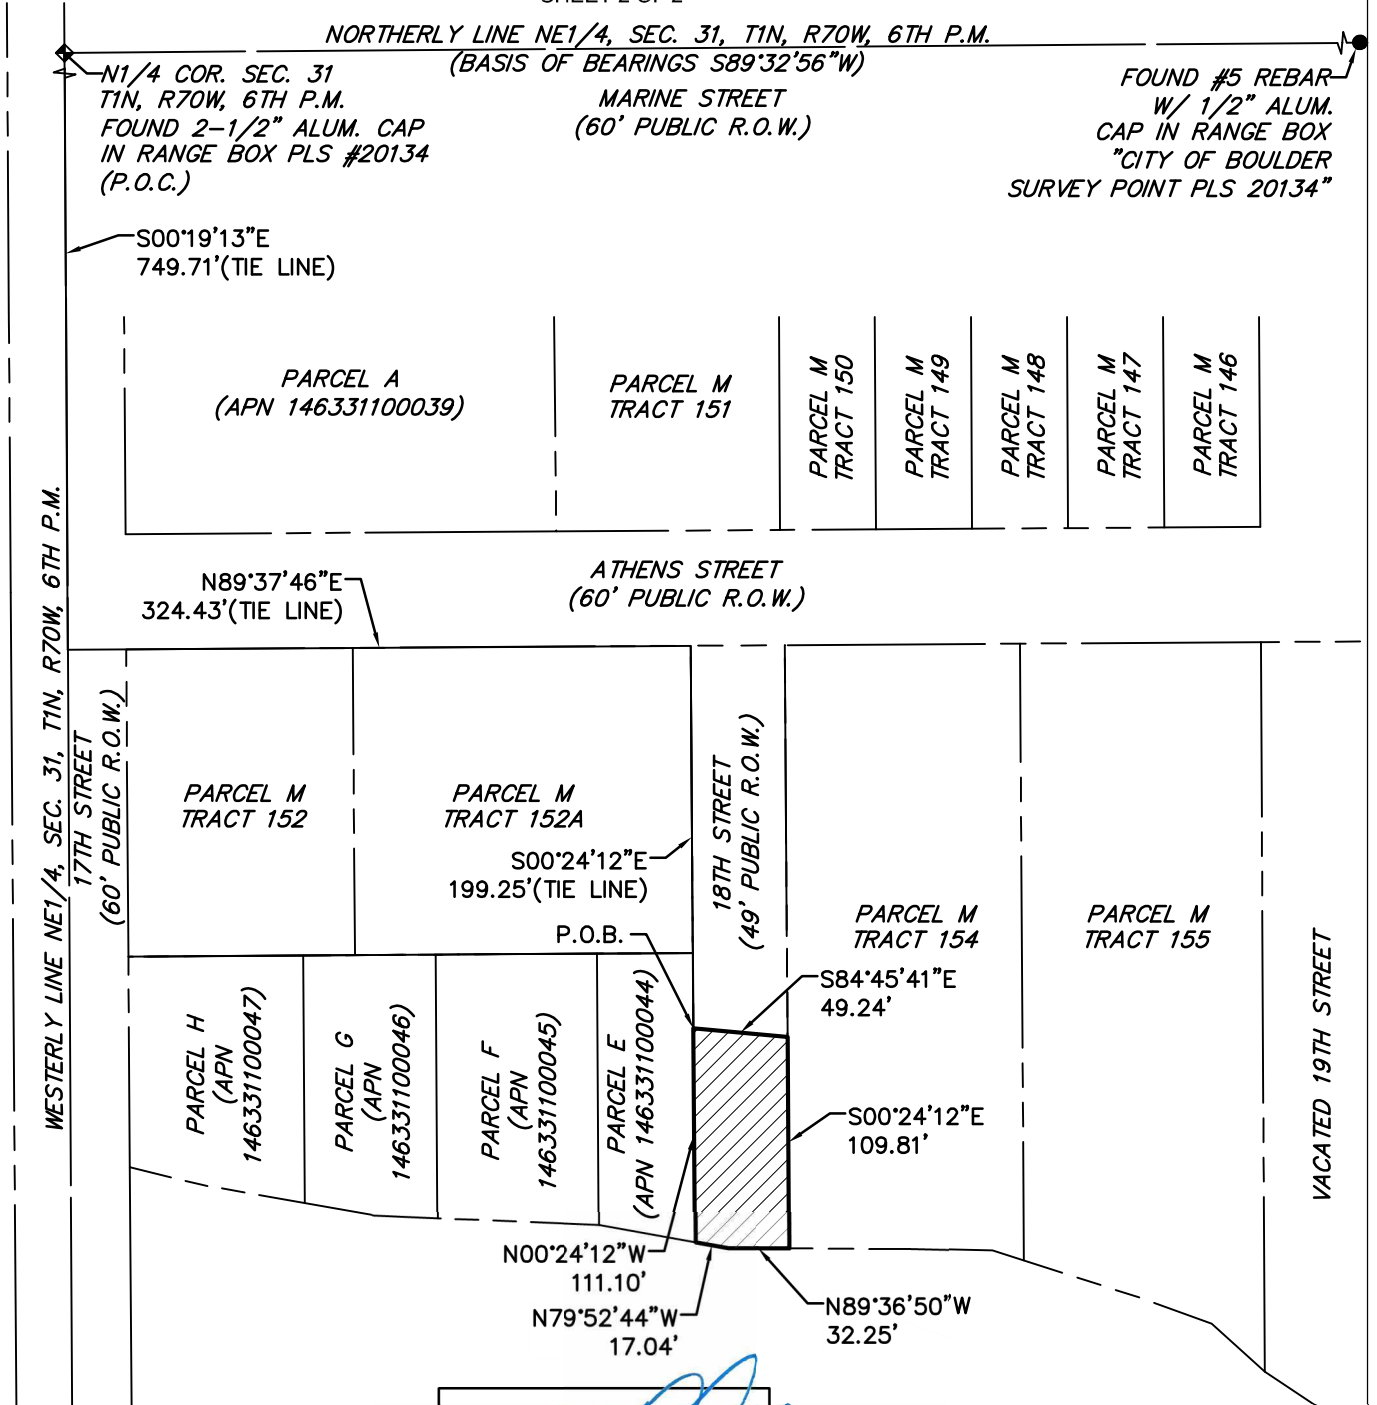 NORTHERLY LINE NE1/4, SEC. 31, T1N, R70W, 6TH P.M.
(BASIS OF BEARINGS S89°32'56"W)
N1/4 COR. SEC. 31
T1N, R70W, 6TH P.M.
FOUND 2-1/2" ALUM. CAP
IN RANGE BOX PLS #20134
(P.O.C.)
MARINE STREET
(60' PUBLIC R.O.W.)
FOUND #5 REBAR
W/ 1/2" ALUM.
CAP IN RANGE BOX
"CITY OF BOULDER
SURVEY POINT PLS 20134"
S00°19'13"E
749.71'(TIE LINE)
PARCEL A
(APN 146331100039)
PARCEL M
TRACT 151
PARCEL M
TRACT 150
PARCEL M
TRACT 149
PARCEL M
TRACT 148
PARCEL M
TRACT 147
PARCEL M
TRACT 146
WESTERLY LINE NE1/4, SEC. 31, T1N, R70W, 6TH P.M.
N89°37'46"E
324.43'(TIE LINE)
ATHENS STREET
(60' PUBLIC R.O.W.)
17TH STREET
(60' PUBLIC R.O.W.)
PARCEL M
TRACT 152
PARCEL M
TRACT 152A
S00°24'12"E
199.25'(TIE LINE)
P.O.B.
18TH STREET
(49' PUBLIC R.O.W.)
PARCEL M
TRACT 154
PARCEL M
TRACT 155
S84°45'41"E
49.24'
VACATED 19TH STREET
PARCEL H
(APN
146331100047)
PARCEL G
(APN
146331100046)
PARCEL F
(APN
146331100045)
PARCEL E
(APN 146331100044)
S00°24'12"E
109.81'
N00°24'12"W
111.10'
N79°52'44"W
17.04'
N89°36'50"W
32.25'